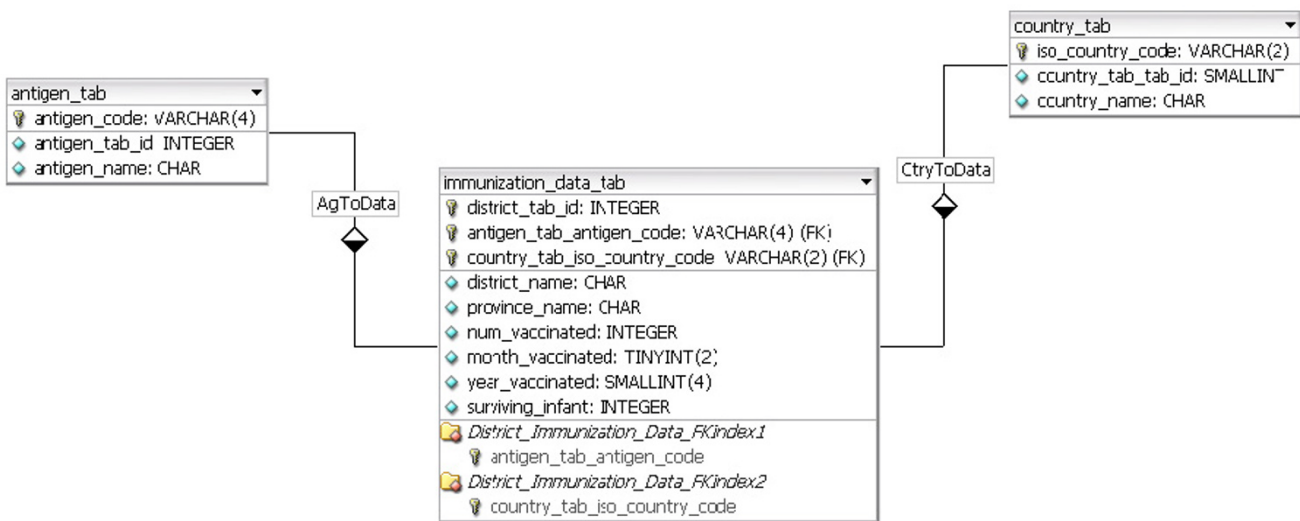 antigen_tab
antigen_code: VARCHAR(4)
antigen_tab_id INTEGER
antigen_name: CHAR
AgToData
immunization_data_tab
district_tab_id: INTEGER
antigen_tab_antigen_code: VARCHAR(4) (FK)
country_tab_iso_country_code VARCHAR(2) (FK)
district_name: CHAR
province_name: CHAR
num_vaccinated: INTEGER
month_vaccinated: TINYINT(2)
year_vaccinated: SMALLINT(4)
surviving_infant: INTEGER
District_Immunization_Data_FKIndex1
antigen_tab_antigen_code
District_Immunization_Data_FKIndex2
country_tab_iso_country_code
CtryToData
country_tab
iso_country_code: VARCHAR(2)
country_tab_tab_id: SMALLINT
country_name: CHAR